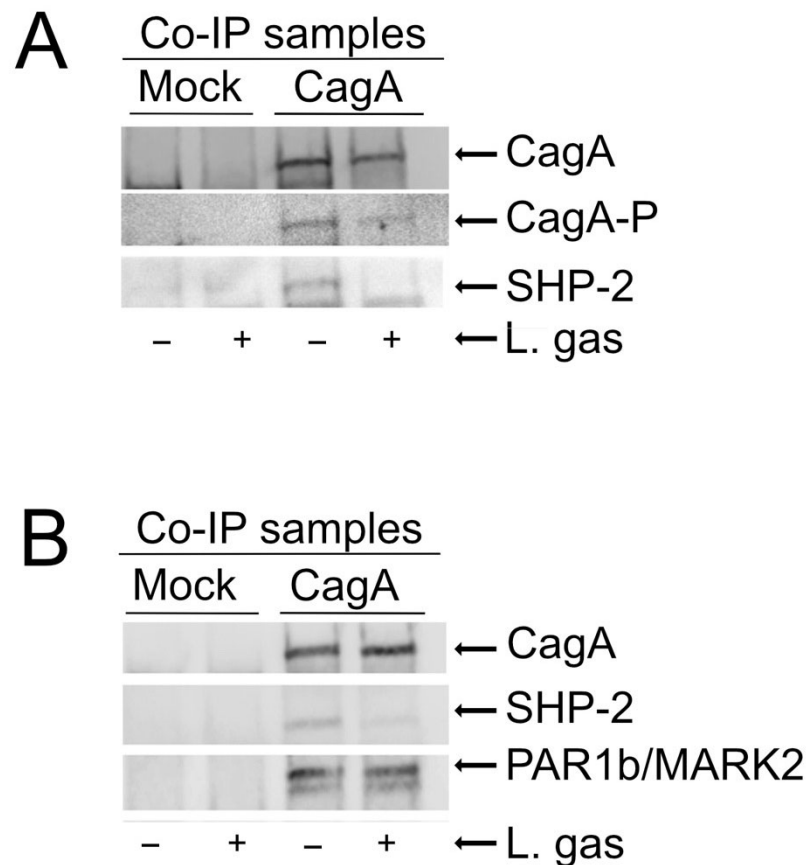 A
Co-IP samples
Mock CagA
← CagA
← CagA-P
← SHP-2
– + – + ← L. gas
B
Co-IP samples
Mock CagA
← CagA
← SHP-2
← PAR1b/MARK2
– + – + ← L. gas